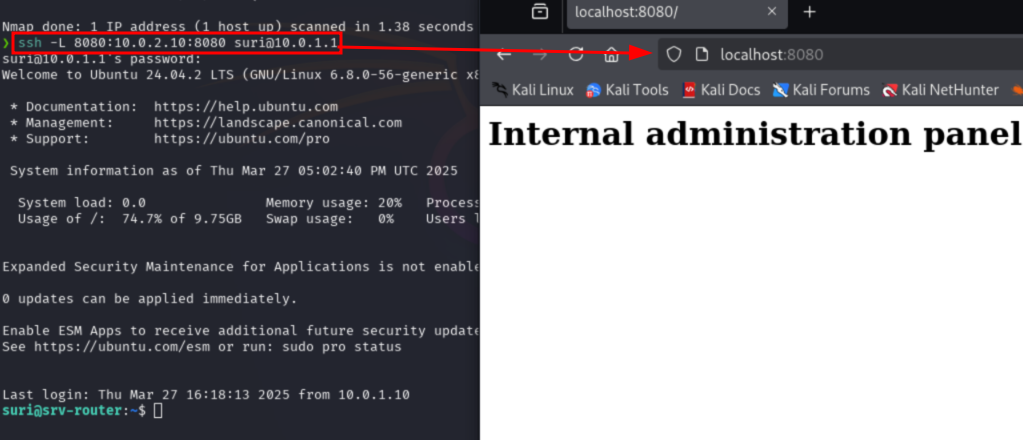 Nmap done: 1 IP address (1 host up) scanned in 1.38 seconds
❯ ssh -L 8080:10.0.2.10:8080 suri@10.0.1.1
suri@10.0.1.1's password:
Welcome to Ubuntu 24.04.2 LTS (GNU/Linux 6.8.0-56-generic x8
* Documentation: https://help.ubuntu.com
* Management: https://landscape.canonical.com
* Support: https://ubuntu.com/pro
System information as of Thu Mar 27 05:02:40 PM UTC 2025
System load: 0.0 Memory usage: 20% Proces
Usage of /: 74.7% of 9.75GB Swap usage: 0% Users
Expanded Security Maintenance for Applications is not enable
0 updates can be applied immediately.
Enable ESM Apps to receive additional future security update
See https://ubuntu.com/esm or run: sudo pro status
Last login: Thu Mar 27 16:18:13 2025 from 10.0.1.10
suri@srv-router:~$
localhost:8080/
localhost:8080
Kali Linux Kali Tools Kali Docs Kali Forums Kali NetHunter
Internal administration panel